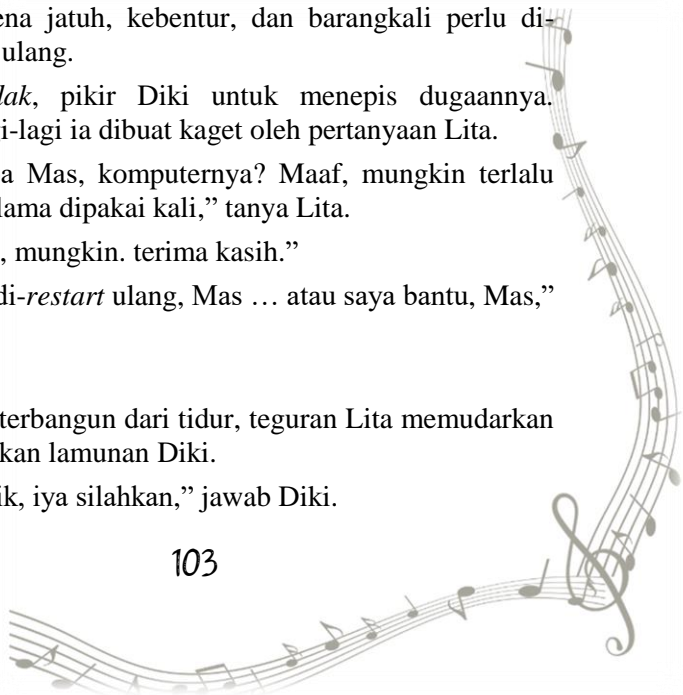 ena jatuh, kebentur, dan barangkali perlu di-
ulang.
lak, pikir Diki untuk menepis dugaannya.
i-lagi ia dibuat kaget oleh pertanyaan Lita.
a Mas, komputernya? Maaf, mungkin terlalu
lama dipakai kali,” tanya Lita.
, mungkin. terima kasih.”
di-restart ulang, Mas … atau saya bantu, Mas,”
terbangun dari tidur, teguran Lita memudarkan
kan lamunan Diki.
ik, iya silahkan,” jawab Diki.
103